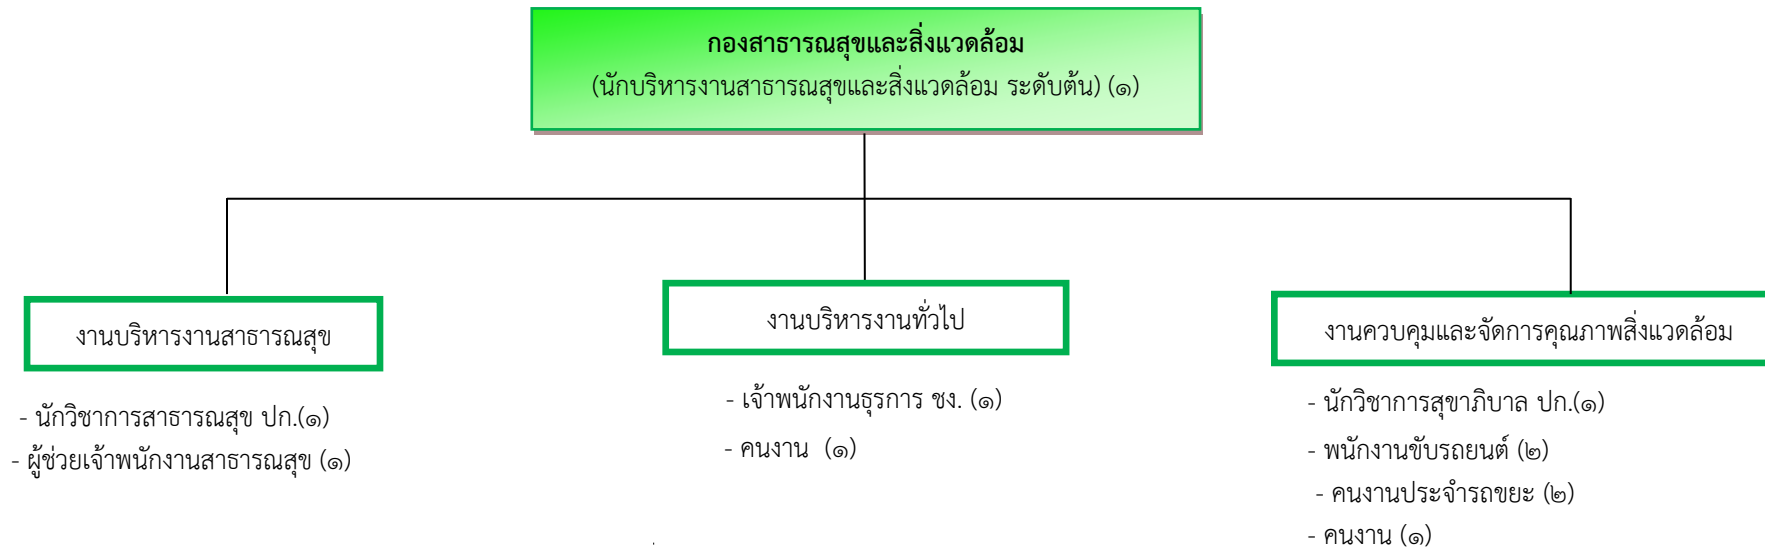 กองสาธารณสุขและสิ่งแวดล้อม
(นักบริหารงานสาธารณสุขและสิ่งแวดล้อม ระดับต้น) (๑)
งานบริหารงานสาธารณสุข
- นักวิชาการสาธารณสุข ปก.(๑)
- ผู้ช่วยเจ้าพนักงานสาธารณสุข (๑)
งานบริหารงานทั่วไป
- เจ้าพนักงานธุรการ ชง. (๑)
- คนงาน (๑)
งานควบคุมและจัดการคุณภาพสิ่งแวดล้อม
- นักวิชาการสุขาภิบาล ปก.(๑)
- พนักงานขับรถยนต์ (๒)
- คนงานประจำรถขยะ (๒)
- คนงาน (๑)